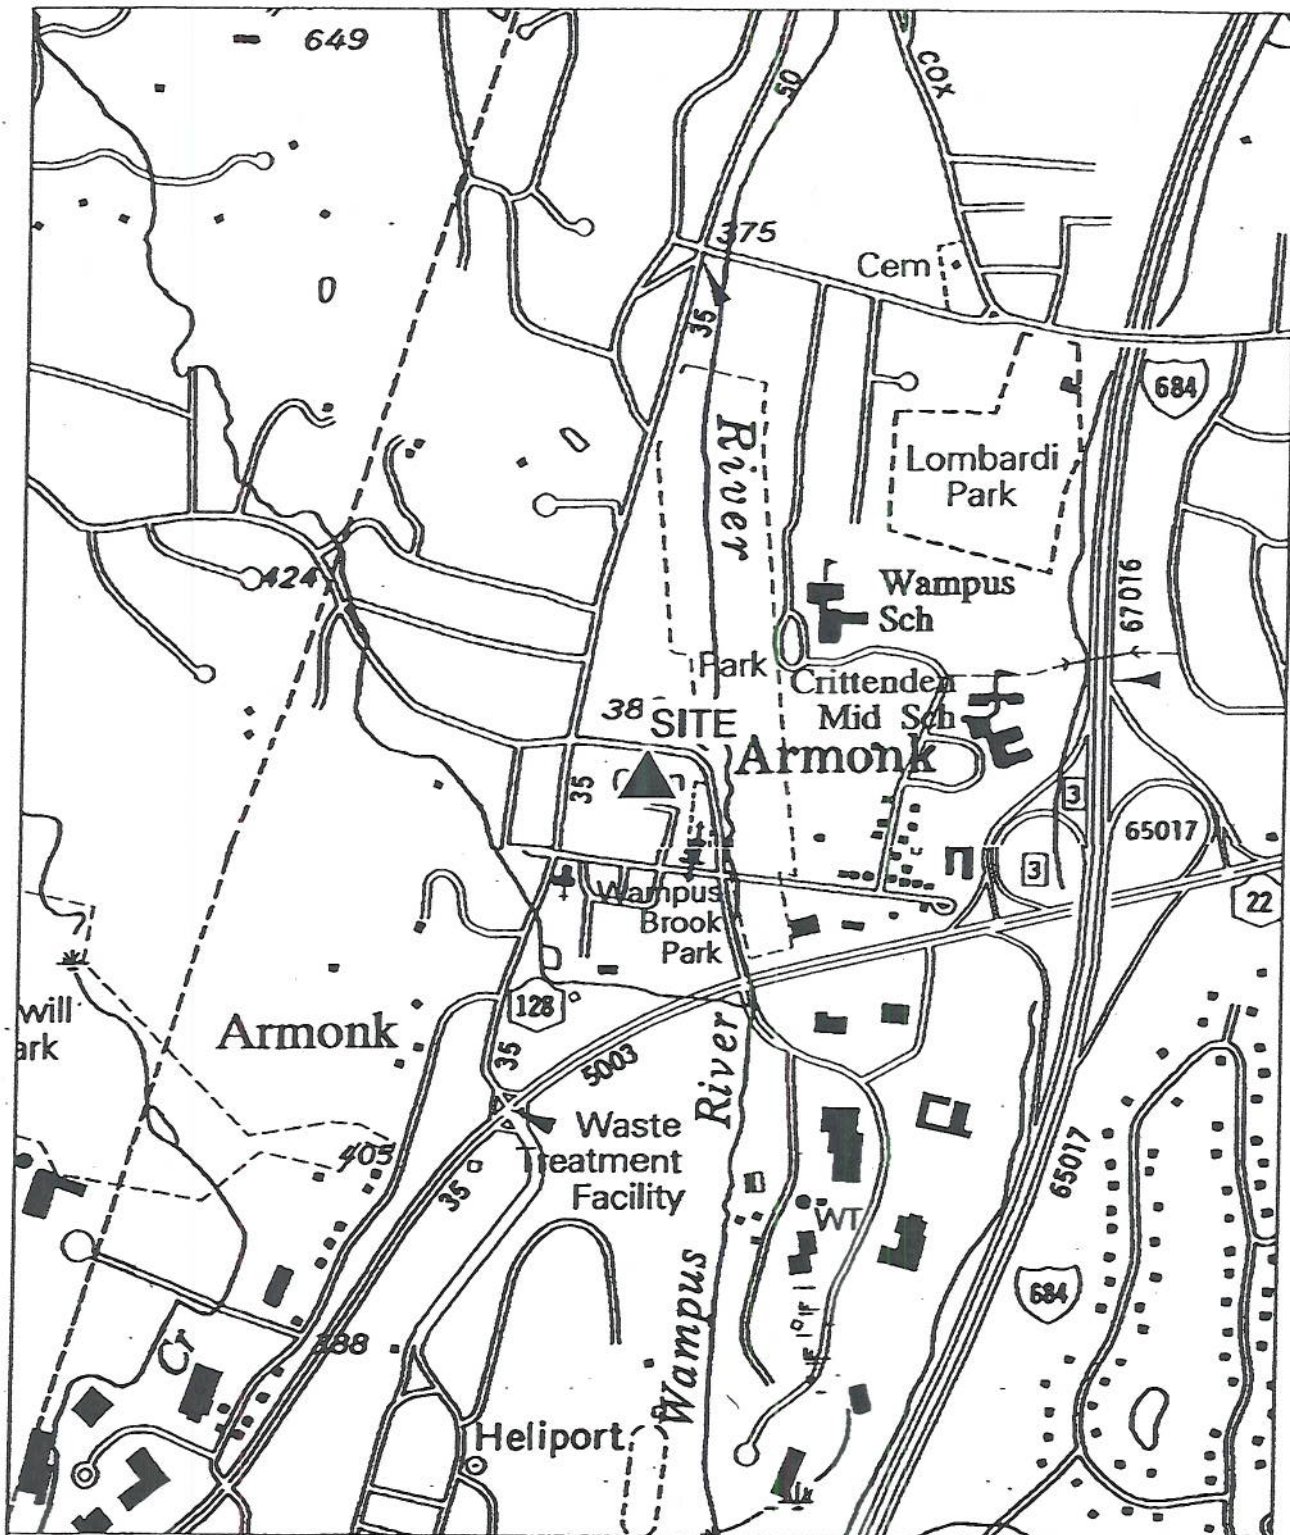 649
50
COX
375
Cem
35
684
River
Lombardi
Park
424
Wampus
Sch
67016
Park
Crittenden
Mid Sch
38
SITE
Armonk
35
3
65017
3
22
Wampus
Brook
Park
128
will
ark
Armonk
35
5003
River
Waste
Treatment
Facility
405
35
65017
WT
684
Wampus
388
Cr
Heliport